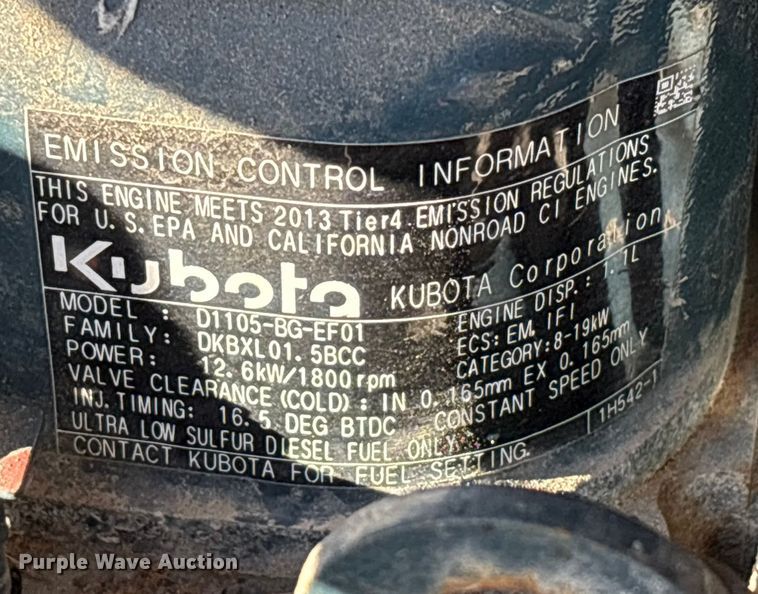 EMISSION CONTROL INFORMATION
THIS ENGINE MEETS 2013 Tier4 EMISSION REGULATIONS
FOR U.S.EPA AND CALIFORNIA NONROAD CI ENGINES.
Kubota KUBOTA Corporation
MODEL : D1105-BG-EF01 ENGINE DISP.: 1.1L
FAMILY: DKBXL01.5BCC ECS:EM, IFI
POWER: 12.6kW/1800rpm CATEGORY:8-19kW
VALVE CLEARANCE(COLD): IN 0.165mm EX 0.165mm
INJ.TIMING: 16.5 DEG BTDC CONSTANT SPEED ONLY
ULTRA LOW SULFUR DIESEL FUEL ONLY. 1H542-1
CONTACT KUBOTA FOR FUEL SETTING.
Purple Wave Auction